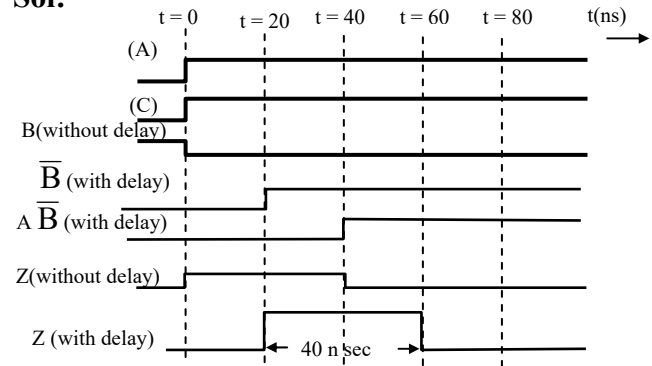 Sol:
t = 0 t = 20 t = 40 t = 60 t = 80 t(ns)
(A)
(C)
B(without delay)
B̅ (with delay)
A B̅ (with delay)
Z(without delay)
Z (with delay)
40 n sec